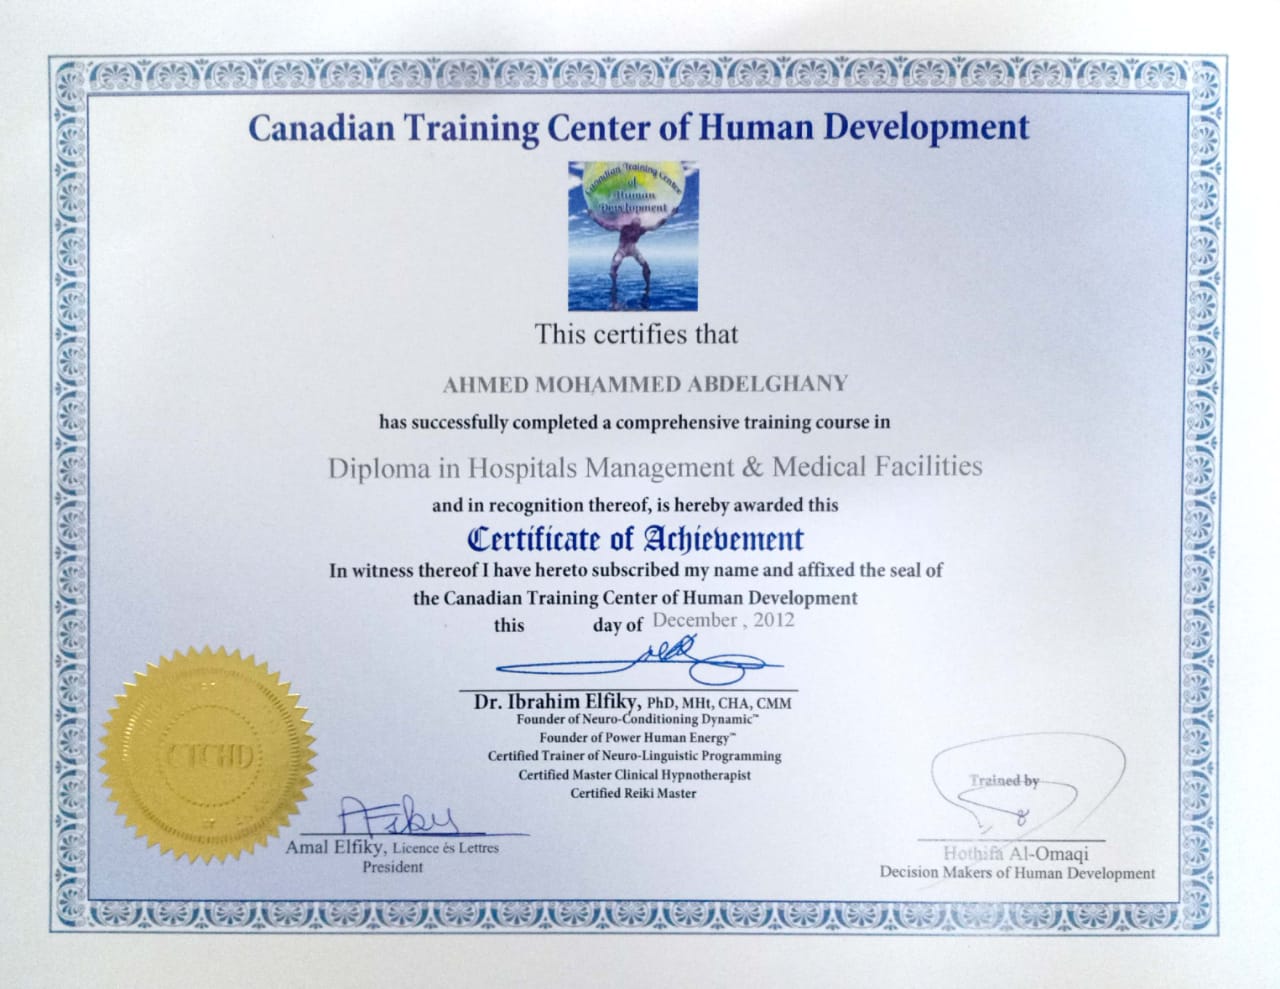 Canadian Training Center of Human Development
Canadian Training Center
of
Human
Development
This certifies that
AHMED MOHAMMED ABDELGHANY
has successfully completed a comprehensive training course in
Diploma in Hospitals Management & Medical Facilities
and in recognition thereof, is hereby awarded this
Certificate of Achievement
In witness thereof I have hereto subscribed my name and affixed the seal of
the Canadian Training Center of Human Development
this day of December , 2012
Dr. Ibrahim Elfiky, PhD, MHt, CHA, CMM
Founder of Neuro-Conditioning Dynamic™
Founder of Power Human Energy™
Certified Trainer of Neuro-Linguistic Programming
Certified Master Clinical Hypnotherapist
Certified Reiki Master
CTCHD
Amal Elfiky, Licence és Lettres
President
Trained by
Hothifa Al-Omaqi
Decision Makers of Human Development